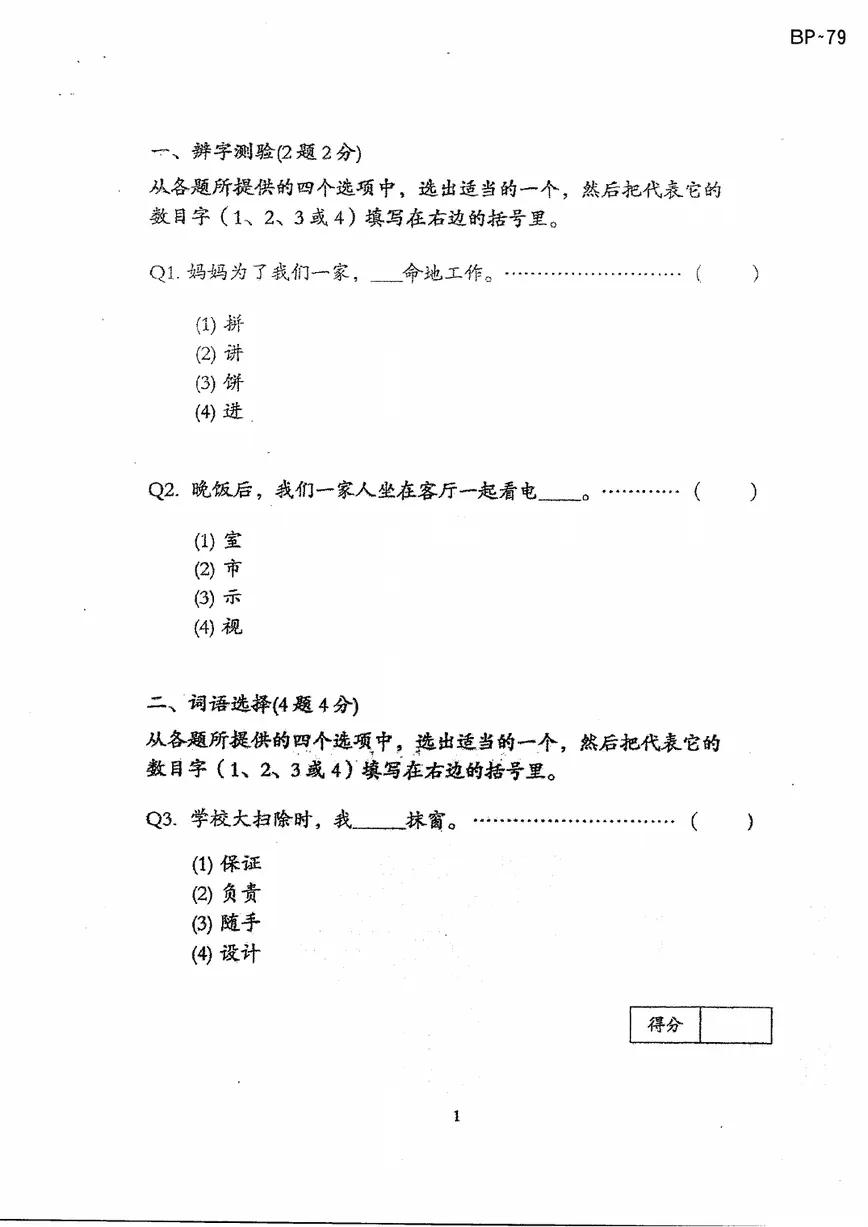 BP-79
一、辨字测验(2题2分)
从各题所提供的四个选项中，选出适当的一个，然后把代表它的
数目字（1、2、3或4）填写在右边的括号里。
Q1. 妈妈为了我们一家，___命地工作。………………………… (      )
(1) 拼
(2) 讲
(3) 饼
(4) 进
Q2. 晚饭后，我们一家人坐在客厅一起看电____。………… (      )
(1) 室
(2) 市
(3) 示
(4) 视
二、词语选择(4题4分)
从各题所提供的四个选项中，选出适当的一个，然后把代表它的
数目字（1、2、3或4）填写在右边的括号里。
Q3. 学校大扫除时，我_____抹窗。………………………… (      )
(1) 保证
(2) 负责
(3) 随手
(4) 设计
得分
1